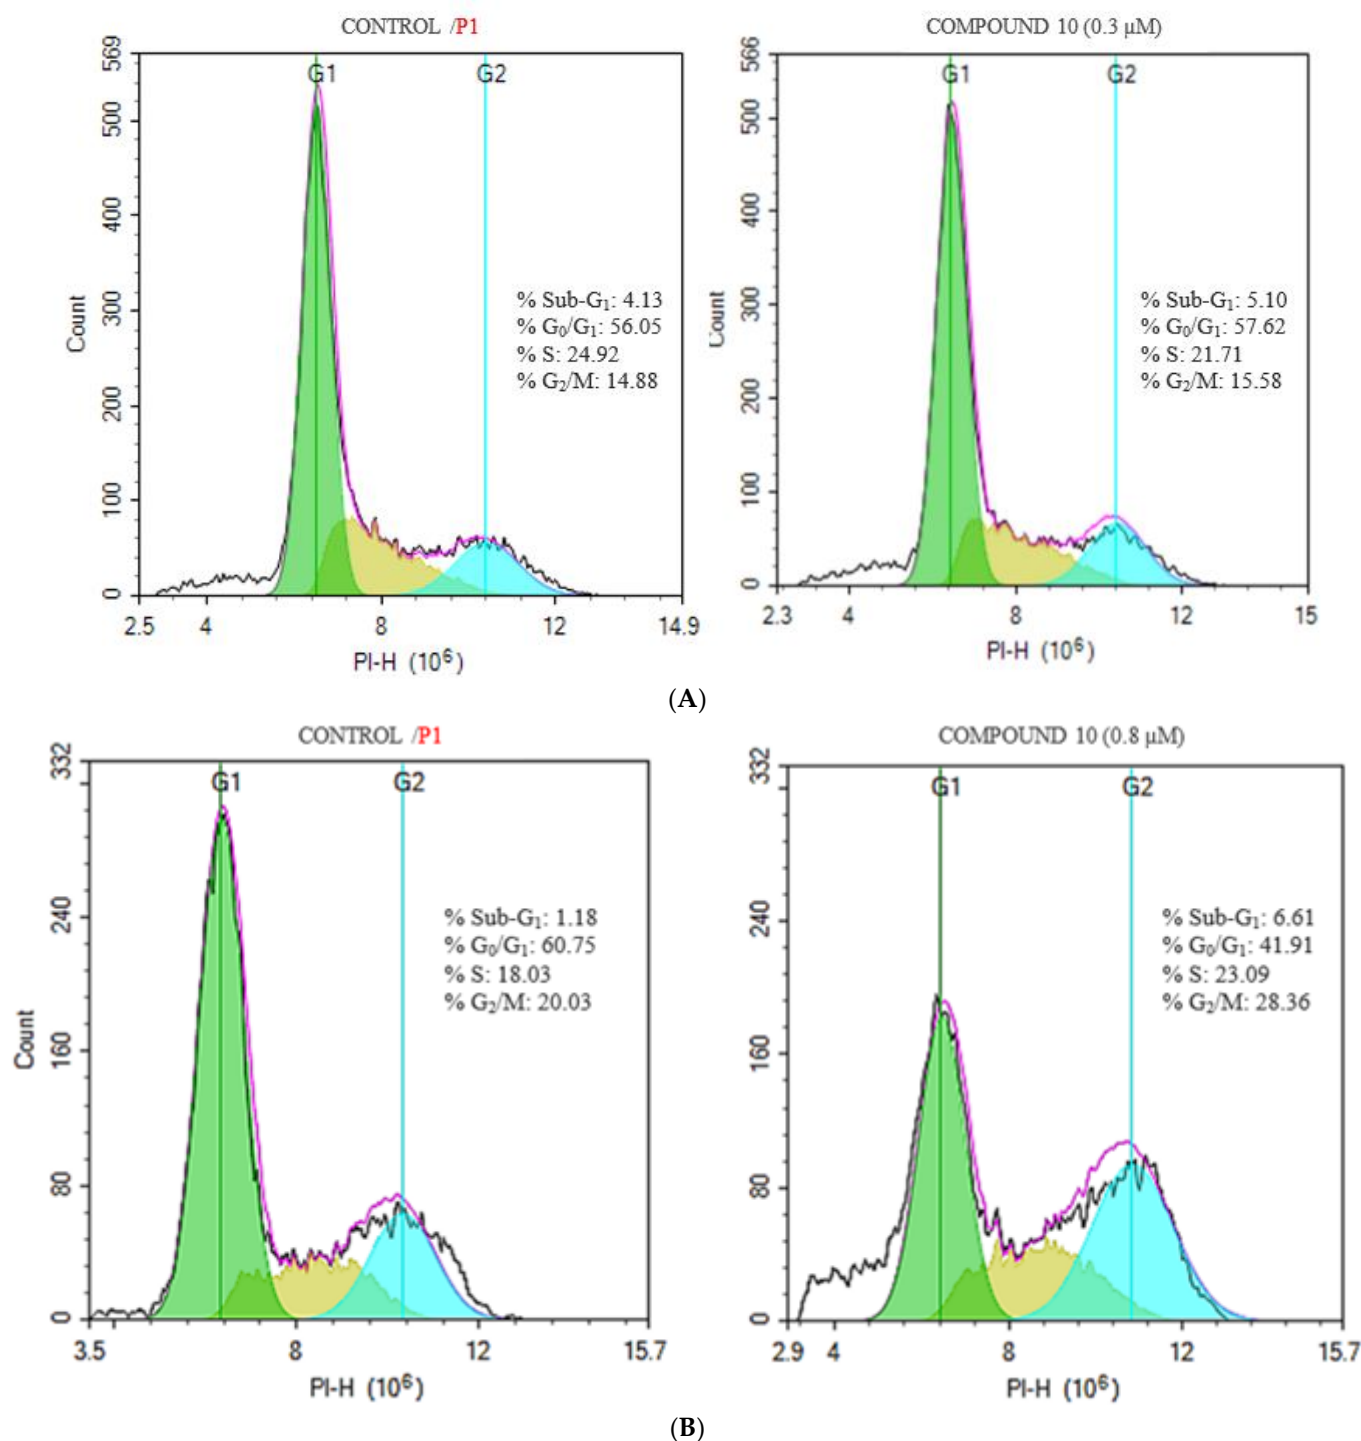 CONTROL /P1
569
G1
G2
500
400
300
200
100
0
Count
% Sub-G₁: 4.13
% G₀/G₁: 56.05
% S: 24.92
% G₂/M: 14.88
2.5 4 8 12 14.9
PI-H (10⁶)
COMPOUND 10 (0.3 µM)
566
G1
G2
500
400
300
200
100
0
Count
% Sub-G₁: 5.10
% G₀/G₁: 57.62
% S: 21.71
% G₂/M: 15.58
2.3 4 8 12 15
PI-H (10⁶)
(A)
CONTROL /P1
332
G1
G2
240
160
80
0
Count
% Sub-G₁: 1.18
% G₀/G₁: 60.75
% S: 18.03
% G₂/M: 20.03
3.5 8 12 15.7
PI-H (10⁶)
COMPOUND 10 (0.8 µM)
332
G1
G2
240
160
80
0
% Sub-G₁: 6.61
% G₀/G₁: 41.91
% S: 23.09
% G₂/M: 28.36
2.9 4 8 12 15.7
PI-H (10⁶)
(B)